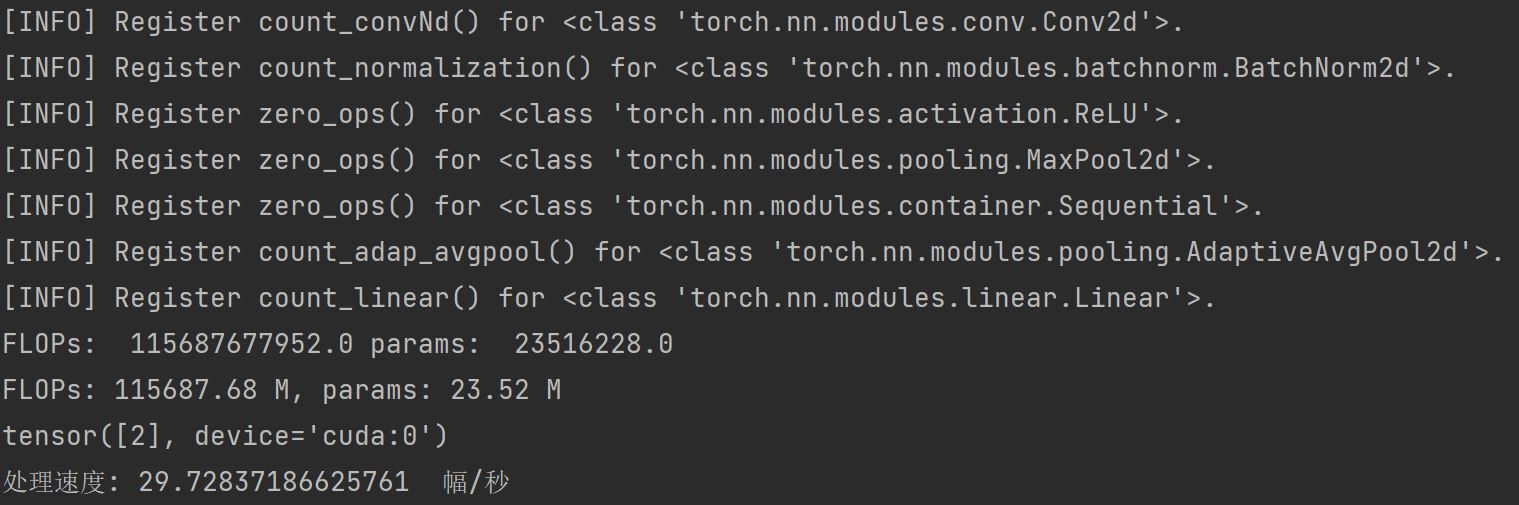 [INFO] Register count_convNd() for <class 'torch.nn.modules.conv.Conv2d'>.
[INFO] Register count_normalization() for <class 'torch.nn.modules.batchnorm.BatchNorm2d'>.
[INFO] Register zero_ops() for <class 'torch.nn.modules.activation.ReLU'>.
[INFO] Register zero_ops() for <class 'torch.nn.modules.pooling.MaxPool2d'>.
[INFO] Register zero_ops() for <class 'torch.nn.modules.container.Sequential'>.
[INFO] Register count_adap_avgpool() for <class 'torch.nn.modules.pooling.AdaptiveAvgPool2d'>.
[INFO] Register count_linear() for <class 'torch.nn.modules.linear.Linear'>.
FLOPs:  115687677952.0 params:  23516228.0
FLOPs: 115687.68 M, params: 23.52 M
tensor([2], device='cuda:0')
处理速度: 29.72837186625761  幅/秒